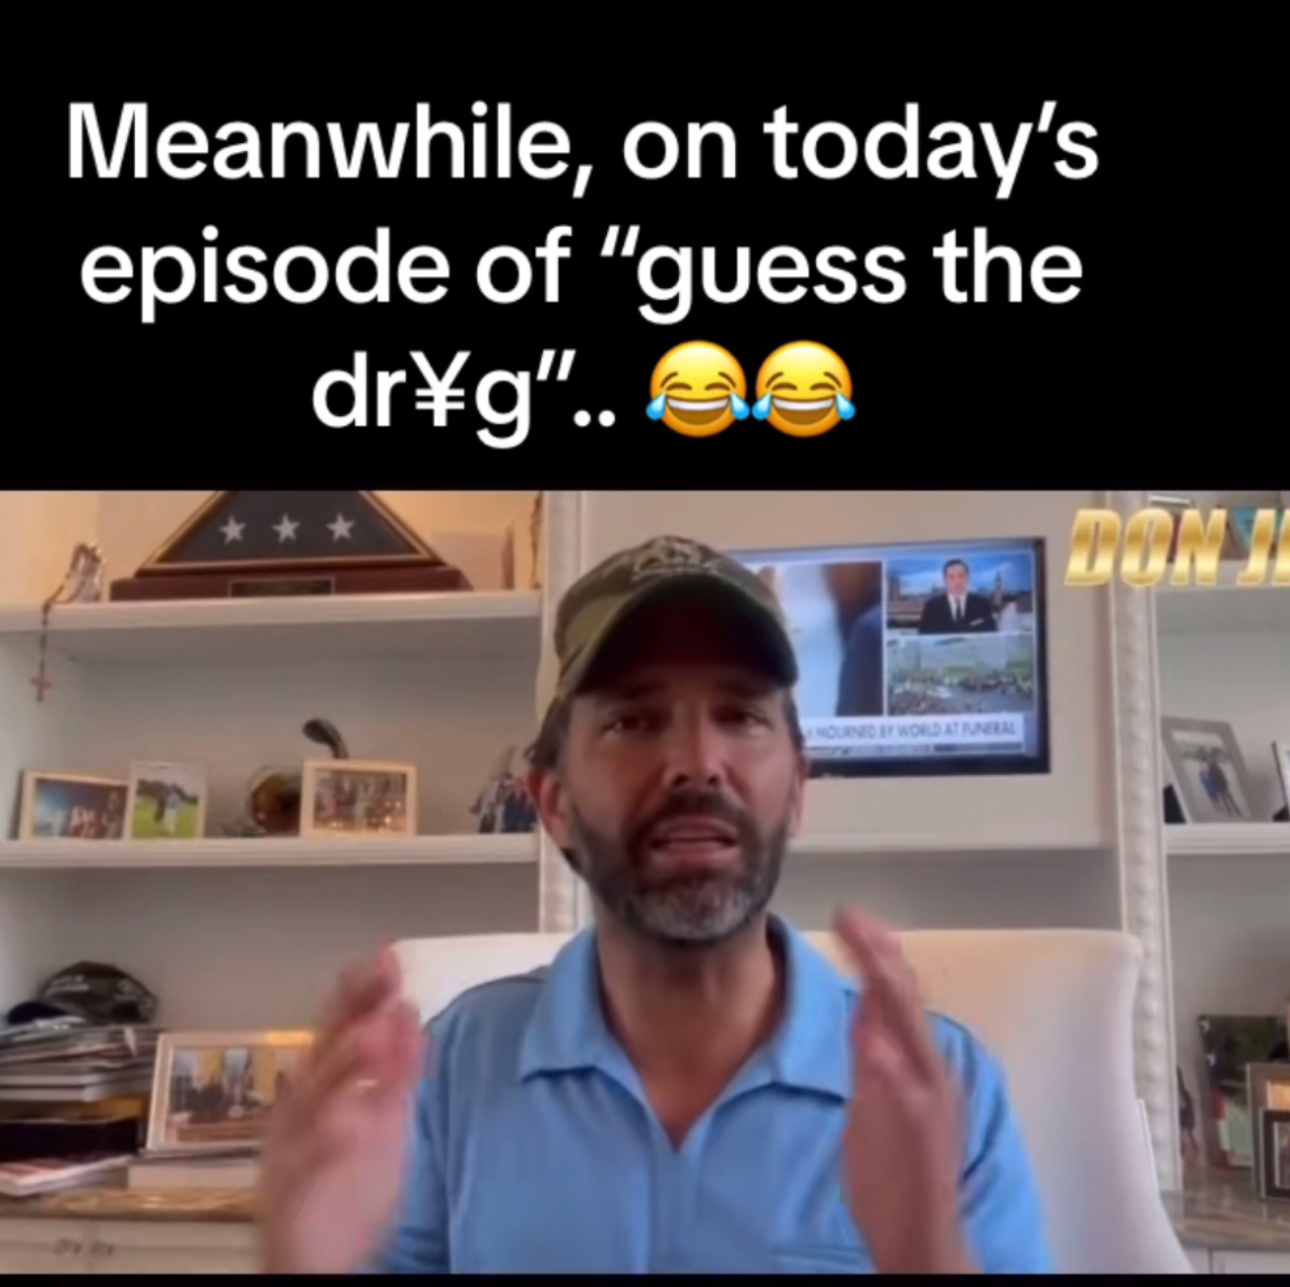 Meanwhile, on today’s
episode of “guess the
dr¥g”.. 😂😂
DON J
MOURNED BY WORLD AT FUNERAL